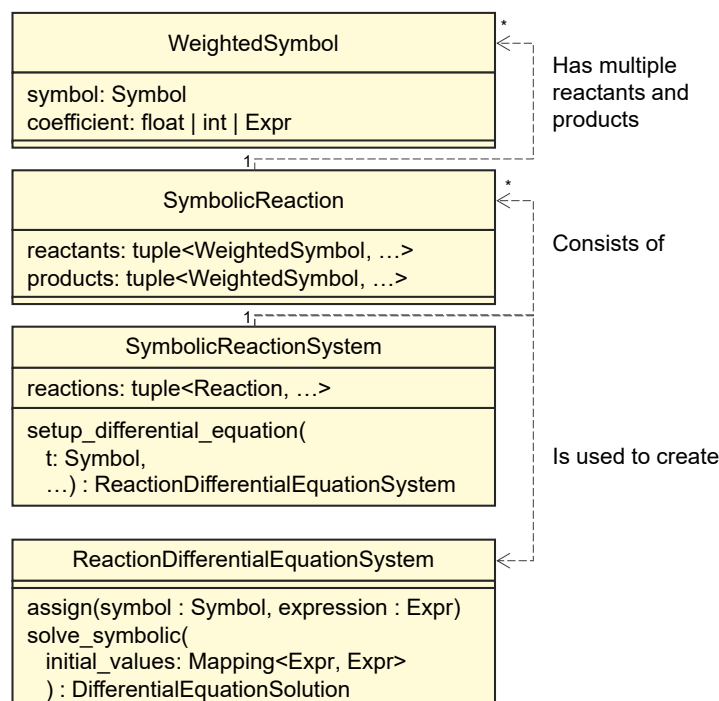 WeightedSymbol
*
symbol: Symbol
coefficient: float | int | Expr
Has multiple
reactants and
products
1
SymbolicReaction
*
reactants: tuple<WeightedSymbol, …>
products: tuple<WeightedSymbol, …>
Consists of
1
SymbolicReactionSystem
reactions: tuple<Reaction, …>
setup_differential_equation(
t: Symbol,
…) : ReactionDifferentialEquationSystem
Is used to create
ReactionDifferentialEquationSystem
assign(symbol : Symbol, expression : Expr)
solve_symbolic(
initial_values: Mapping<Expr, Expr>
) : DifferentialEquationSolution